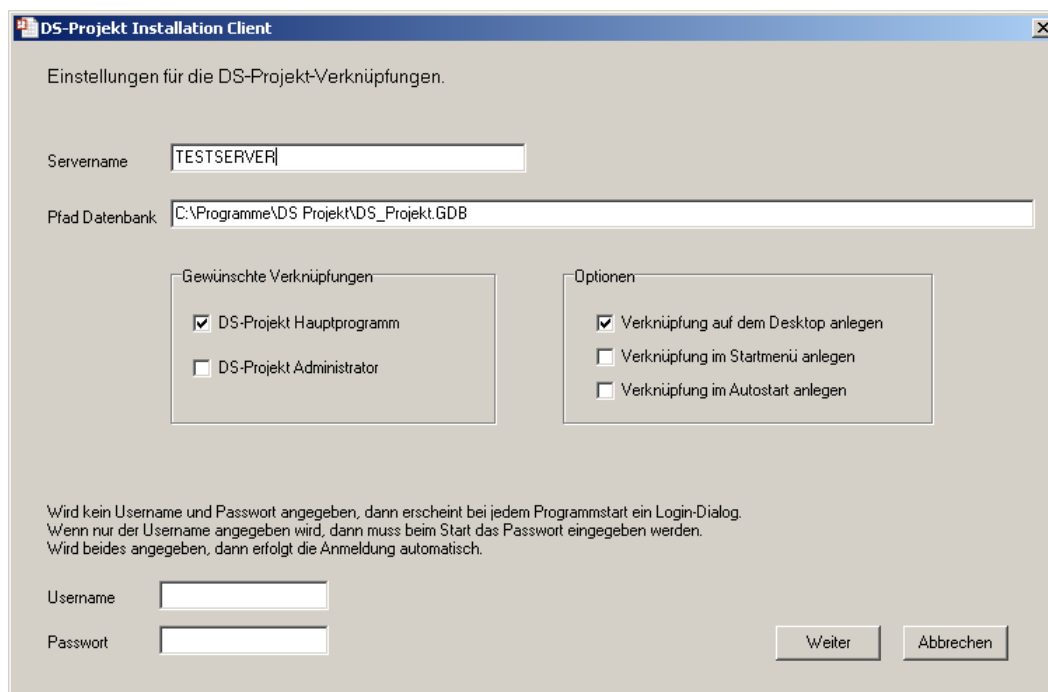 DS-Projekt Installation Client
Einstellungen für die DS-Projekt-Verknüpfungen.
Servername TESTSERVER
Pfad Datenbank C:\Programme\DS Projekt\DS_Projekt.GDB
Gewünschte Verknüpfungen
DS-Projekt Hauptprogramm
DS-Projekt Administrator
Optionen
Verknüpfung auf dem Desktop anlegen
Verknüpfung im Startmenü anlegen
Verknüpfung im Autostart anlegen
Wird kein Username und Passwort angegeben, dann erscheint bei jedem Programmstart ein Login-Dialog.
Wenn nur der Username angegeben wird, dann muss beim Start das Passwort eingegeben werden.
Wird beides angegeben, dann erfolgt die Anmeldung automatisch.
Username
Passwort
Weiter Abbrechen